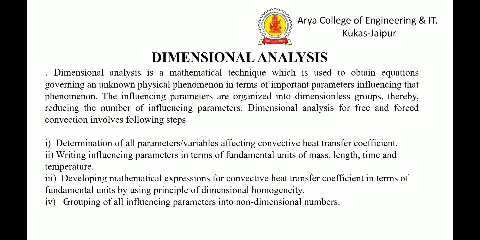 Arya College of Engineering & IT.
Kukas-Jaipur
DIMENSIONAL ANALYSIS
. Dimensional analysis is a mathematical technique which is used to obtain equations
governing an unknown physical phenomenon in terms of important parameters influencing that
phenomenon. The influencing parameters are organized into dimensionless groups, thereby,
reducing the number of influencing parameters. Dimensional analysis for free and forced
convection involves following steps
i) Determination of all parameters/variables affecting convective heat transfer coefficient.
ii) Writing influencing parameters in terms of fundamental units of mass, length, time and
temperature.
iii) Developing mathematical expressions for convective heat transfer coefficient in terms of
fundamental units by using principle of dimensional homogeneity.
iv) Grouping of all influencing parameters into non-dimensional numbers.